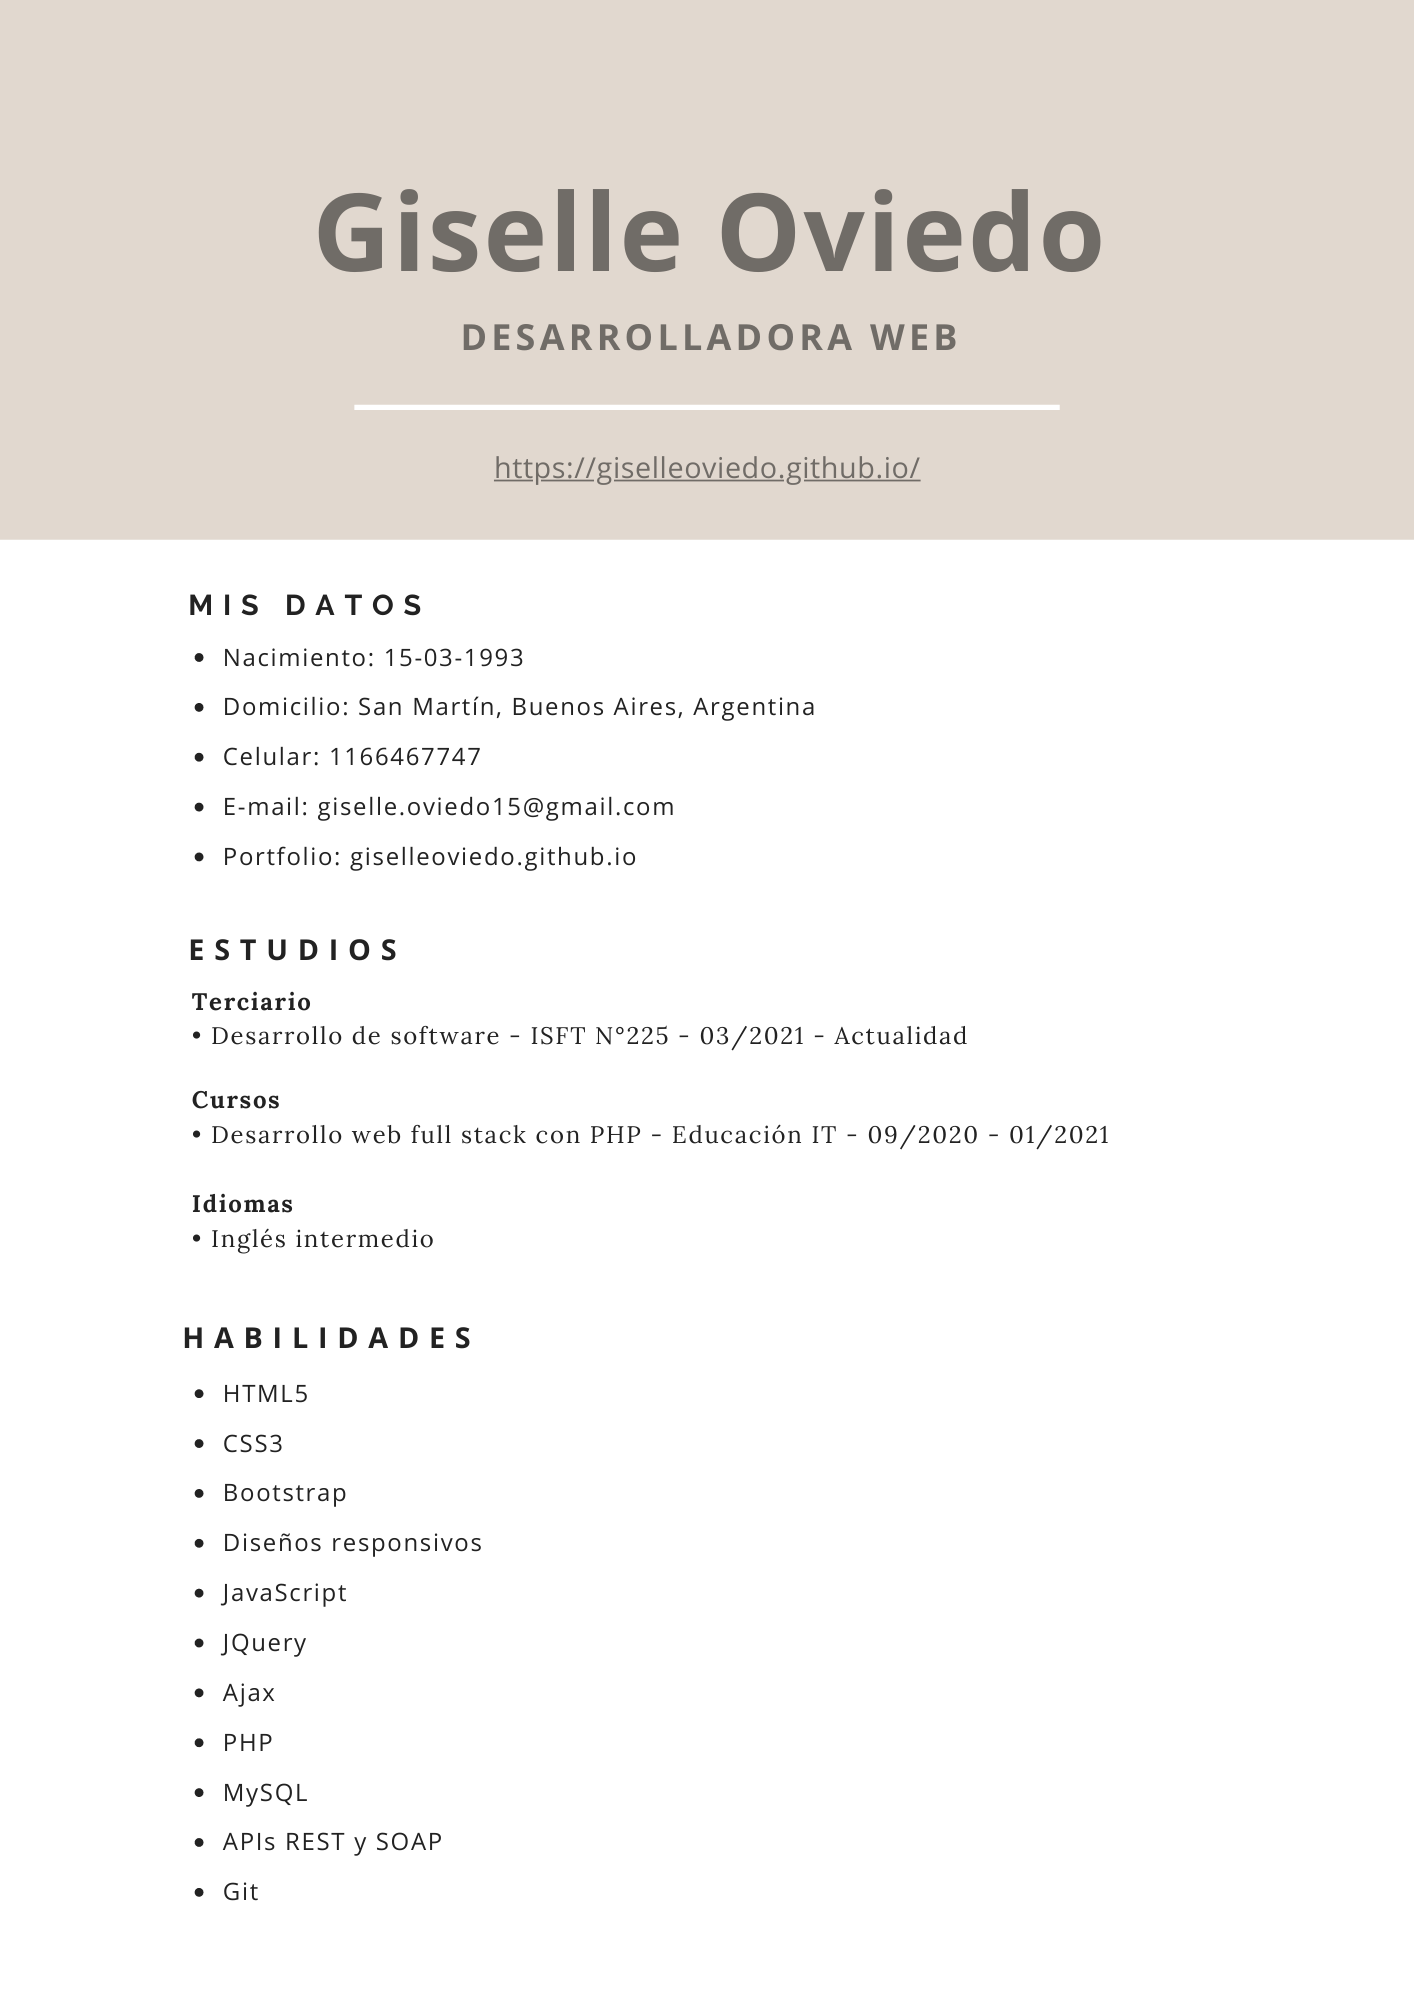 Giselle Oviedo
DESARROLLADORA WEB
https://giselleoviedo.github.io/
MIS DATOS
• Nacimiento: 15-03-1993
• Domicilio: San Martín, Buenos Aires, Argentina
• Celular: 1166467747
• E-mail: giselle.oviedo15@gmail.com
• Portfolio: giselleoviedo.github.io
ESTUDIOS
Terciario
• Desarrollo de software - ISFT N°225 - 03/2021 - Actualidad
Cursos
• Desarrollo web full stack con PHP - Educación IT - 09/2020 - 01/2021
Idiomas
• Inglés intermedio
HABILIDADES
• HTML5
• CSS3
• Bootstrap
• Diseños responsivos
• JavaScript
• JQuery
• Ajax
• PHP
• MySQL
• APIs REST y SOAP
• Git